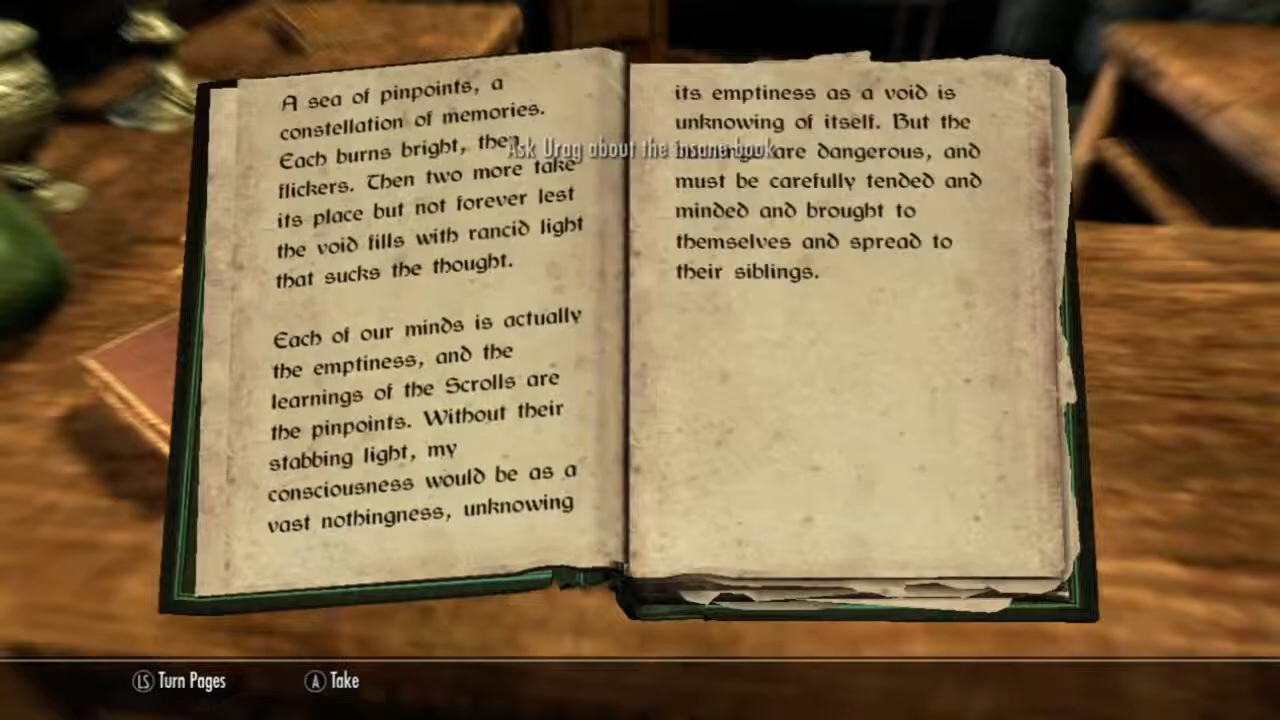 A sea of pinpoints, a
constellation of memories.
Each burns bright, then
flickers. Then two more take
its place but not forever lest
the void fills with rancid light
that sucks the thought.
Each of our minds is actually
the emptiness, and the
learnings of the Scrolls are
the pinpoints. Without their
stabbing light, my
consciousness would be as a
vast nothingness, unknowing
its emptiness as a void is
unknowing of itself. But the
are dangerous, and
must be carefully tended and
minded and brought to
themselves and spread to
their siblings.
Ask Urag about the insane book
LS Turn Pages
A Take